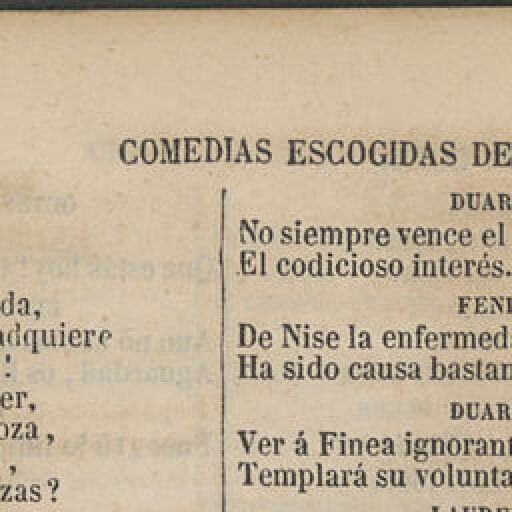 COMEDIAS ESCOGIDAS DE
da,
adquiere
!
er,
oza,
,
zas?
DUAR
No siempre vence el
El codicioso interés.
FENI
De Nise la enfermed
Ha sido causa bastan
DUAR
Ver á Finea ignorant
Templará su volunta